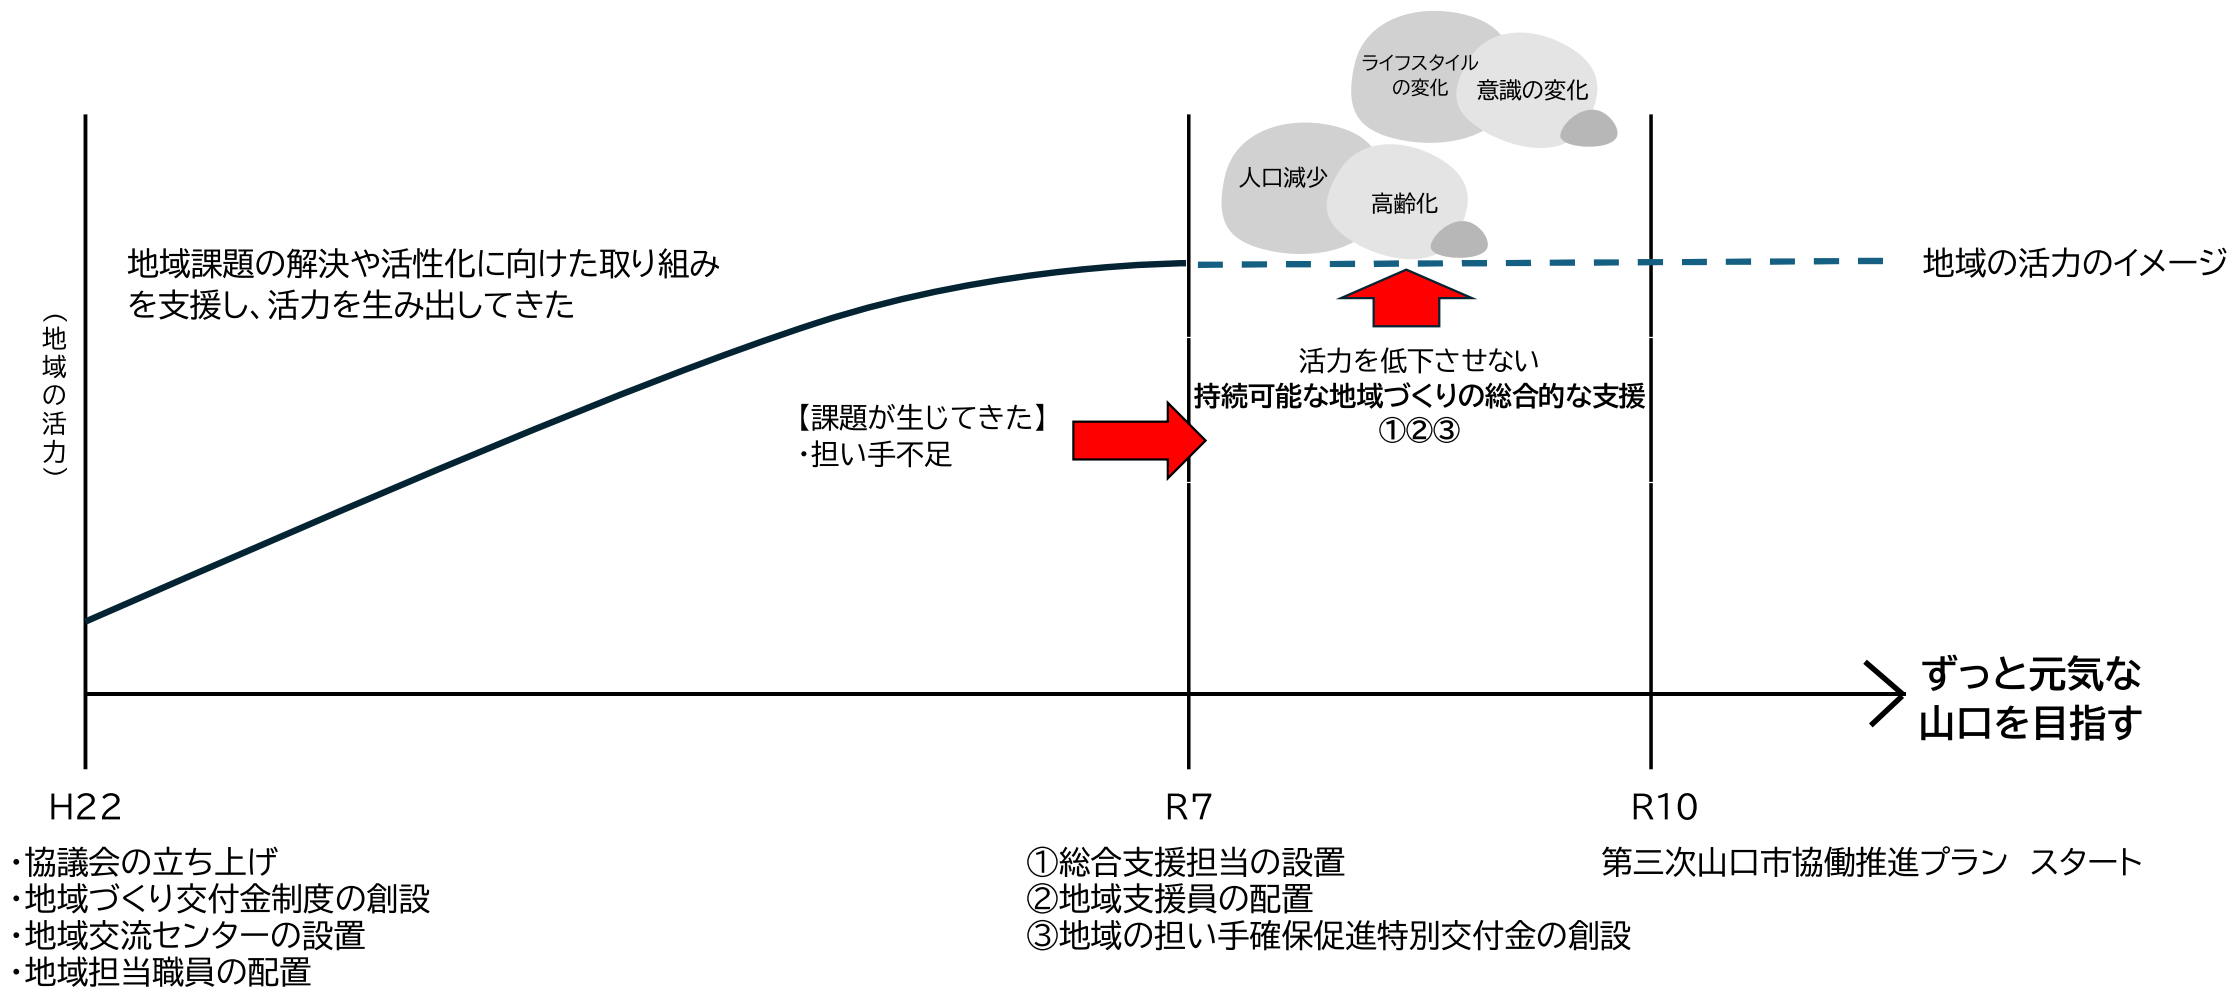 ライフスタイル
の変化
意識の変化
人口減少
高齢化
地域課題の解決や活性化に向けた取り組み
を支援し、活力を生み出してきた
地域の活力のイメージ
（地域の活力）
活力を低下させない
持続可能な地域づくりの総合的な支援
①②③
【課題が生じてきた】
・担い手不足
ずっと元気な
山口を目指す
H22
・協議会の立ち上げ
・地域づくり交付金制度の創設
・地域交流センターの設置
・地域担当職員の配置
R7
①総合支援担当の設置
②地域支援員の配置
③地域の担い手確保促進特別交付金の創設
R10
第三次山口市協働推進プラン　スタート